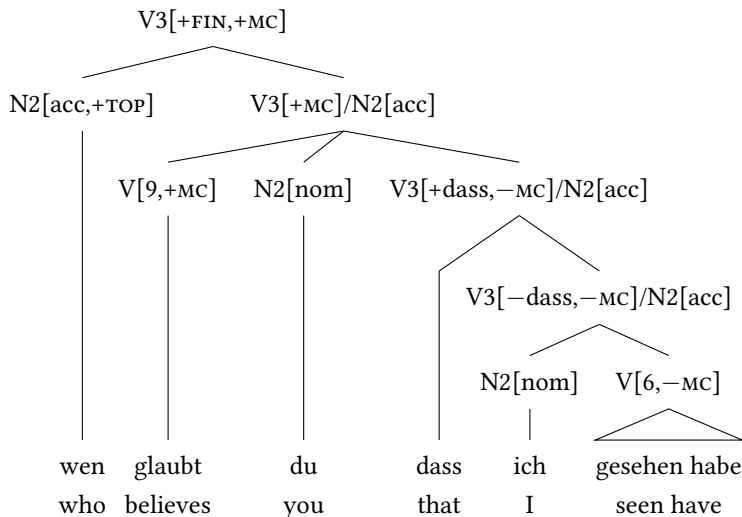 V3[+FIN,+MC]
N2[acc,+TOP] V3[+MC]/N2[acc]
V[9,+MC] N2[nom] V3[+dass,−MC]/N2[acc]
V3[−dass,−MC]/N2[acc]
N2[nom] V[6,−MC]
wen glaubt du dass ich gesehen habe
who believes you that I seen have